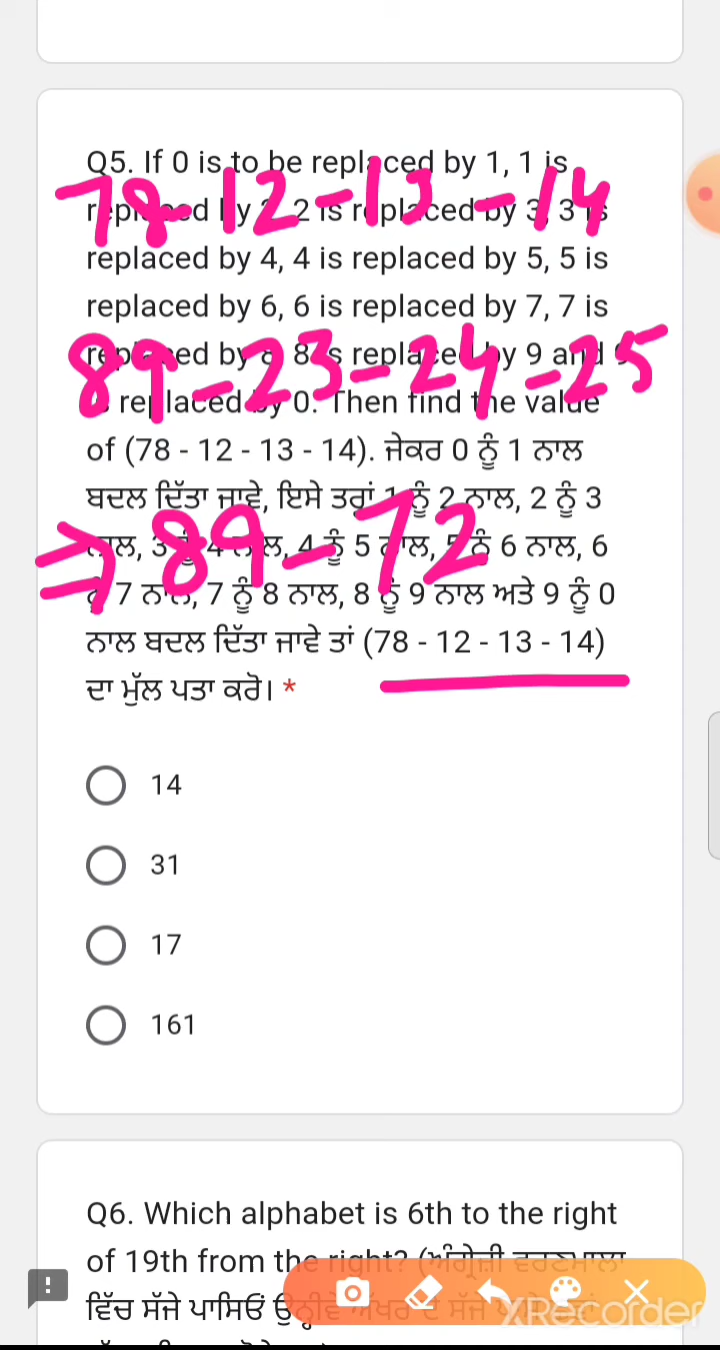 Q5. If 0 is to be replaced by 1, 1 is
78-12-13-14
replaced by 2, 2 is replaced by 3, 3 is
replaced by 4, 4 is replaced by 5, 5 is
replaced by 6, 6 is replaced by 7, 7 is
replaced by 8, 8 is replaced by 9 and 9
89-23-24-25
is replaced by 0. Then find the value
of (78 - 12 - 13 - 14). ਜੇਕਰ 0 ਨੂੰ 1 ਨਾਲ
ਬਦਲ ਦਿੱਤਾ ਜਾਵੇ, ਇਸੇ ਤਰ੍ਹਾਂ 1 ਨੂੰ 2 ਨਾਲ, 2 ਨੂੰ 3
ਨਾਲ, 3 ਨੂੰ 4 ਨਾਲ, 4 ਨੂੰ 5 ਨਾਲ, 5 ਨੂੰ 6 ਨਾਲ, 6
⇒ 89-72
ਨੂੰ 7 ਨਾਲ, 7 ਨੂੰ 8 ਨਾਲ, 8 ਨੂੰ 9 ਨਾਲ ਅਤੇ 9 ਨੂੰ 0
ਨਾਲ ਬਦਲ ਦਿੱਤਾ ਜਾਵੇ ਤਾਂ (78 - 12 - 13 - 14)
ਦਾ ਮੁੱਲ ਪਤਾ ਕਰੋ। *
14
31
17
161
Q6. Which alphabet is 6th to the right
of 19th from the right? (ਅੰਗ੍ਰੇਜ਼ੀ ਵਰਣਮਾਲਾ
ਵਿੱਚ ਸੱਜੇ ਪਾਸਿਓਂ
XRecorder